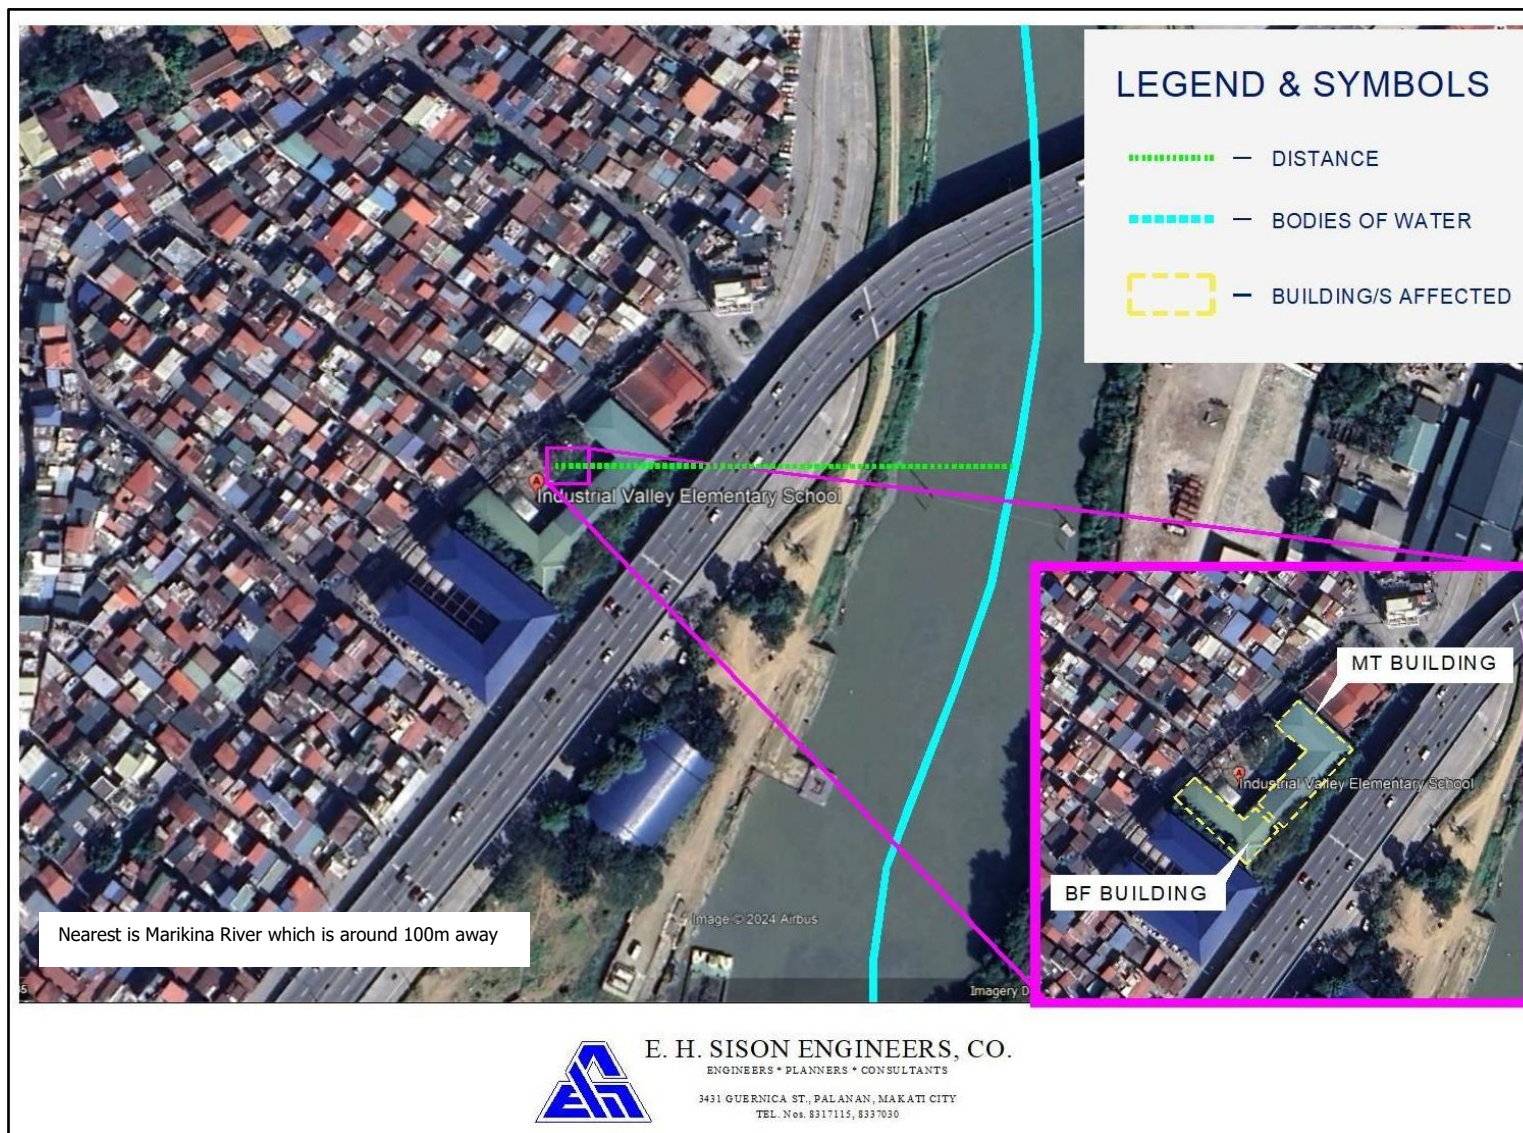 LEGEND & SYMBOLS
— DISTANCE
— BODIES OF WATER
— BUILDING/S AFFECTED
A
Industrial Valley Elementary School
MT BUILDING
A
Industrial Valley Elementary School
BF BUILDING
Nearest is Marikina River which is around 100m away
Image © 2024 Airbus
Imagery D
E. H. SISON ENGINEERS, CO.
ENGINEERS * PLANNERS * CONSULTANTS
3431 GUERNICA ST., PALANAN, MAKATI CITY
TEL. Nos. 8317115, 8337030